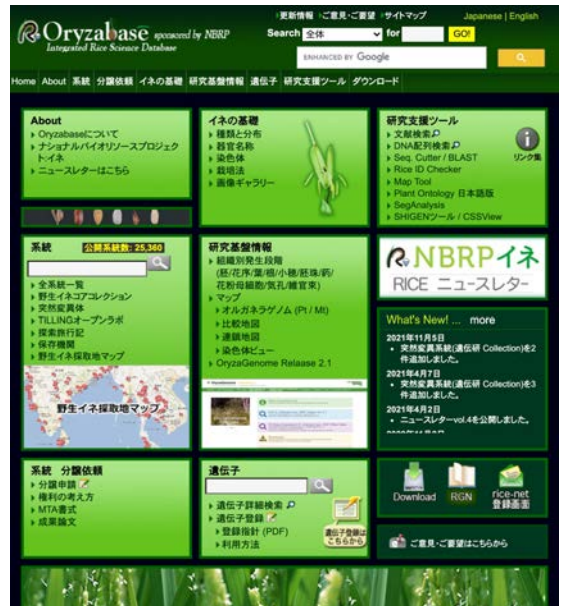 更新情報 ご意見・ご要望 サイトマップ Japanese | English
Oryzabase sponsored by NBRP
Integrated Rice Science Database
Search 全体 for GO!
ENHANCED BY Google
Home About 系統 分譲依頼 イネの基礎 研究基盤情報 遺伝子 研究支援ツール ダウンロード
About
Oryzabaseについて
ナショナルバイオリソースプロジェクト:イネ
ニュースレターはこちら
イネの基礎
種類と分布
器官名称
染色体
栽培法
画像ギャラリー
研究支援ツール
文献検索
DNA配列検索
Seq. Cutter / BLAST
Rice ID Checker
Map Tool
Plant Ontology 日本語版
SegAnalysis
SHIGENツール / CSSView
リンク集
系統 公開系統数: 25,360
全系統一覧
野生イネコアコレクション
突然変異体
TILLINGオープンラボ
探索旅行記
保存機関
野生イネ採取地マップ
野生イネ採取地マップ
研究基盤情報
組織別発生段階
(胚/花序/葉/根/小穂/胚珠/葯/
花粉母細胞/気孔/維管束)
マップ
オルガネラゲノム (Pt / Mt)
比較地図
連鎖地図
染色体ビュー
OryzaGenome Relaase 2.1
NBRPイネ
RICE ニュースレター
What's New! ... more
2021年11月5日
突然変異系統(遺伝研 Collection)を2
件追加しました。
2021年4月7日
突然変異系統(遺伝研 Collection)を3
件追加しました。
2021年4月2日
ニュースレターvol.4を公開しました。
系統 分譲依頼
分譲申請
権利の考え方
MTA書式
成果論文
遺伝子
遺伝子詳細検索
遺伝子登録
登録指針 (PDF)
利用方法
遺伝子登録は
こちらから
Download RGN rice-net
登録画面
ご意見・ご要望はこちらから